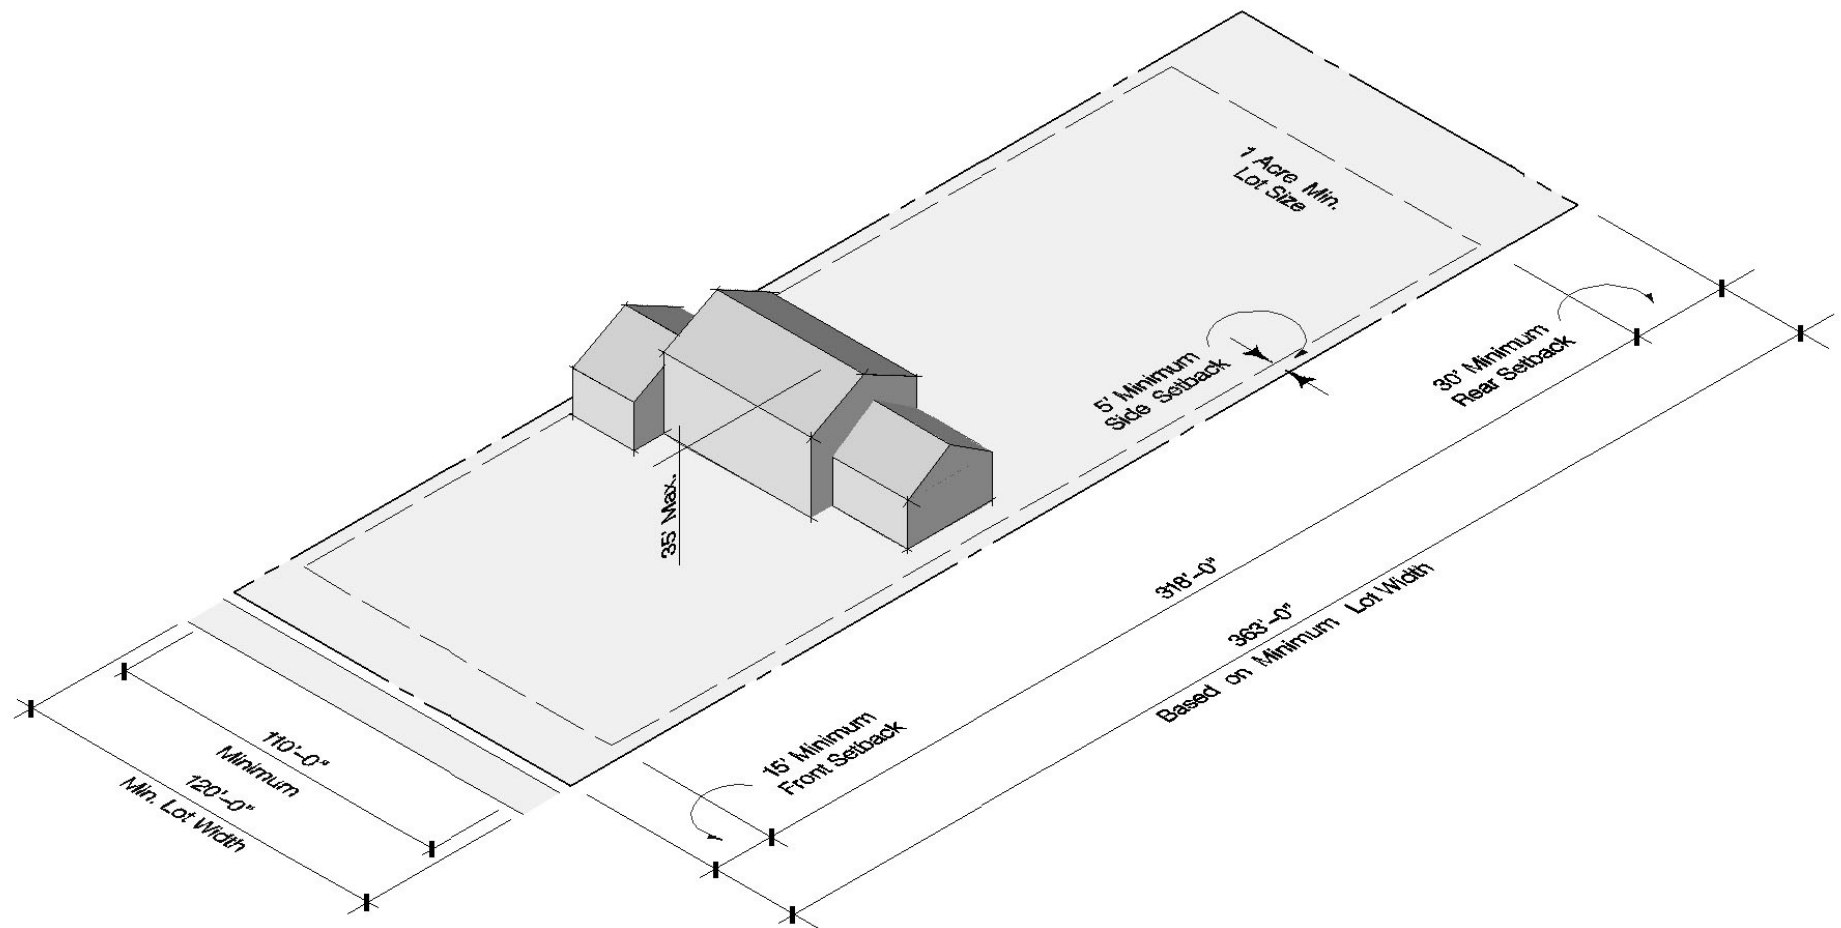 1 Acre Min.
Lot Size
5' Minimum
Side Setback
30' Minimum
Rear Setback
35' Max.
318'-0"
363'-0"
Based on Minimum Lot Width
15' Minimum
Front Setback
110'-0"
Minimum
120'-0"
Min. Lot Width